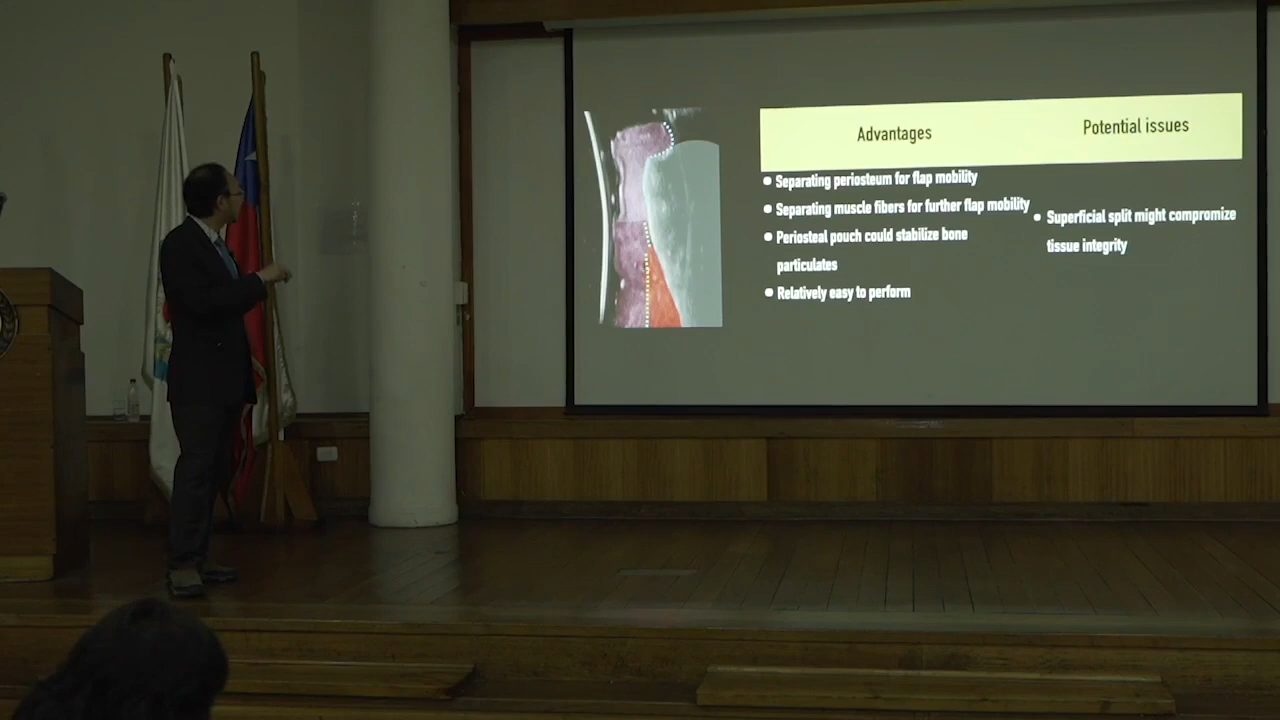 Advantages
Potential issues
Separating periosteum for flap mobility
Separating muscle fibers for further flap mobility
Periosteal pouch could stabilize bone
particulates
Relatively easy to perform
Superficial split might compromize
tissue integrity